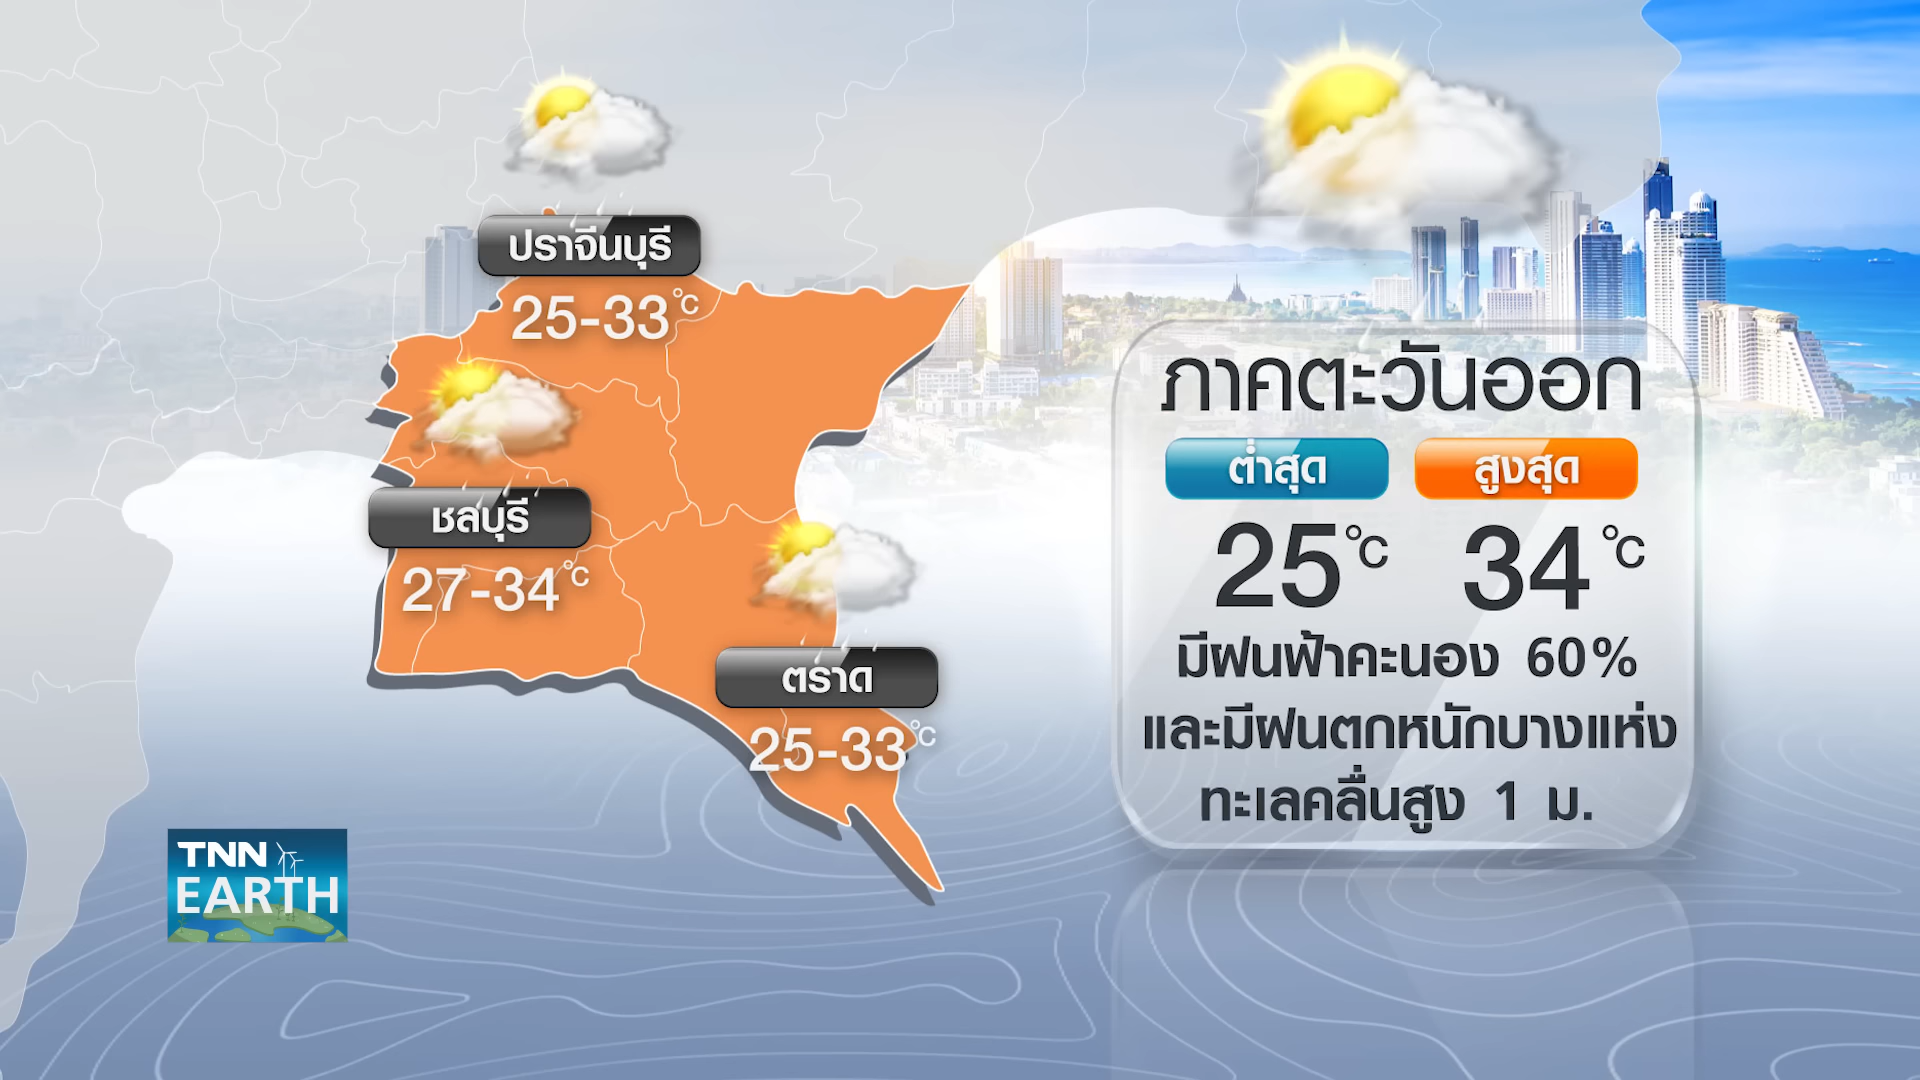 ปราจีนบุรี
25-33°C
ชลบุรี
27-34°C
ตราด
25-33°C
ภาคตะวันออก
ต่ำสุด สูงสุด
25°C 34°C
มีฝนฟ้าคะนอง 60%
และมีฝนตกหนักบางแห่ง
ทะเลคลื่นสูง 1 ม.
TNN
EARTH